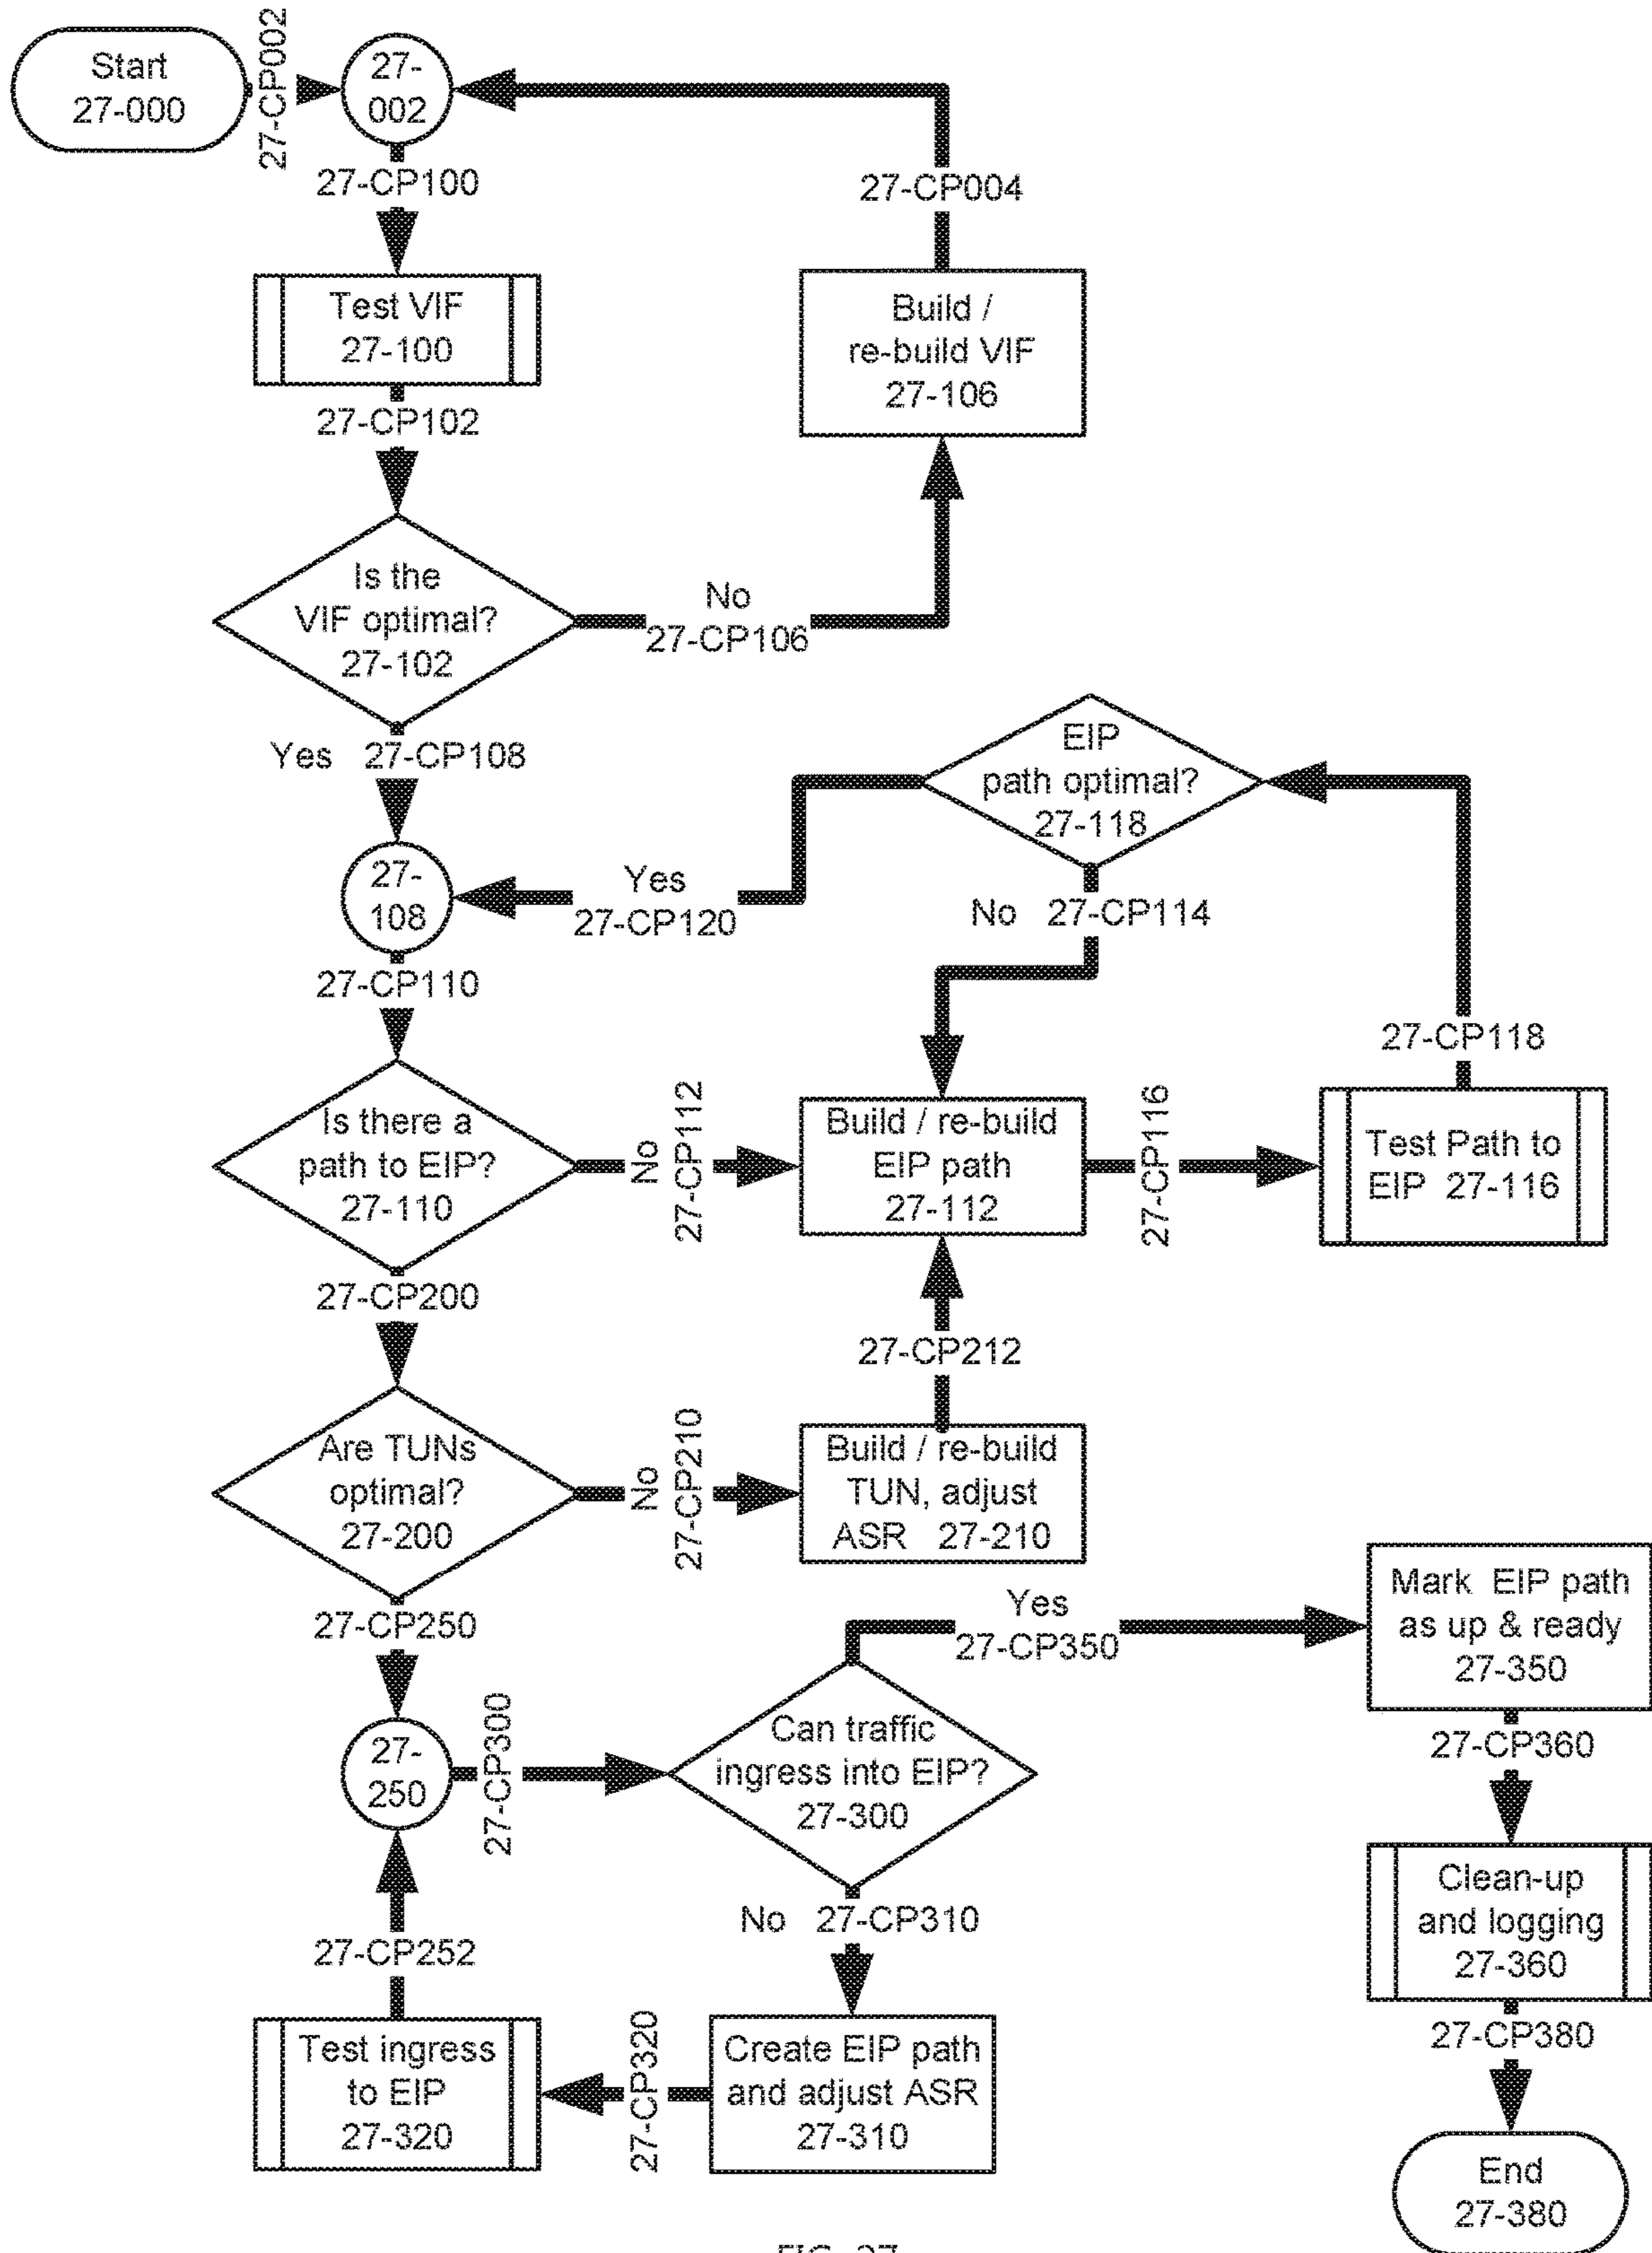 Start
27-000
27-CP002
27-
002
27-CP100
27-CP004
Test VIF
27-100
Build /
re-build VIF
27-106
27-CP102
Is the
VIF optimal?
27-102
No
27-CP106
Yes 27-CP108
EIP
path optimal?
27-118
27-
108
Yes
27-CP120
No 27-CP114
27-CP110
27-CP118
Is there a
path to EIP?
27-110
No
27-CP112
Build / re-build
EIP path
27-112
27-CP116
Test Path to
EIP 27-116
27-CP200
27-CP212
Are TUNs
optimal?
27-200
No
27-CP210
Build / re-build
TUN, adjust
ASR 27-210
27-CP250
Yes
27-CP350
Mark EIP path
as up & ready
27-350
27-
250
27-CP300
Can traffic
ingress into EIP?
27-300
27-CP360
No 27-CP310
Clean-up
and logging
27-360
27-CP252
27-CP380
Test ingress
to EIP
27-320
27-CP320
Create EIP path
and adjust ASR
27-310
End
27-380